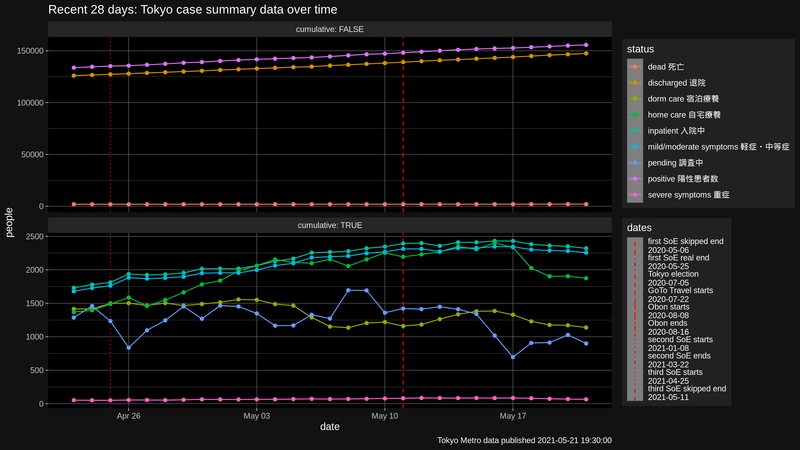 Recent 28 days: Tokyo case summary data over time
cumulative: FALSE
150000
100000
50000
0
cumulative: TRUE
2500
2000
1500
1000
500
0
people
Apr 26
May 03
May 10
May 17
date
Tokyo Metro data published 2021-05-21 19:30:00
status
dead 死亡
discharged 退院
dorm care 宿泊療養
home care 自宅療養
inpatient 入院中
mild/moderate symptoms 軽症・中等症
pending 調査中
positive 陽性患者数
severe symptoms 重症
dates
first SoE skipped end
2020-05-06
first SoE real end
2020-05-25
Tokyo election
2020-07-05
GoTo Travel starts
2020-07-22
Obon starts
2020-08-08
Obon ends
2020-08-16
second SoE starts
2021-01-08
second SoE ends
2021-03-22
third SoE starts
2021-04-25
third SoE skipped end
2021-05-11